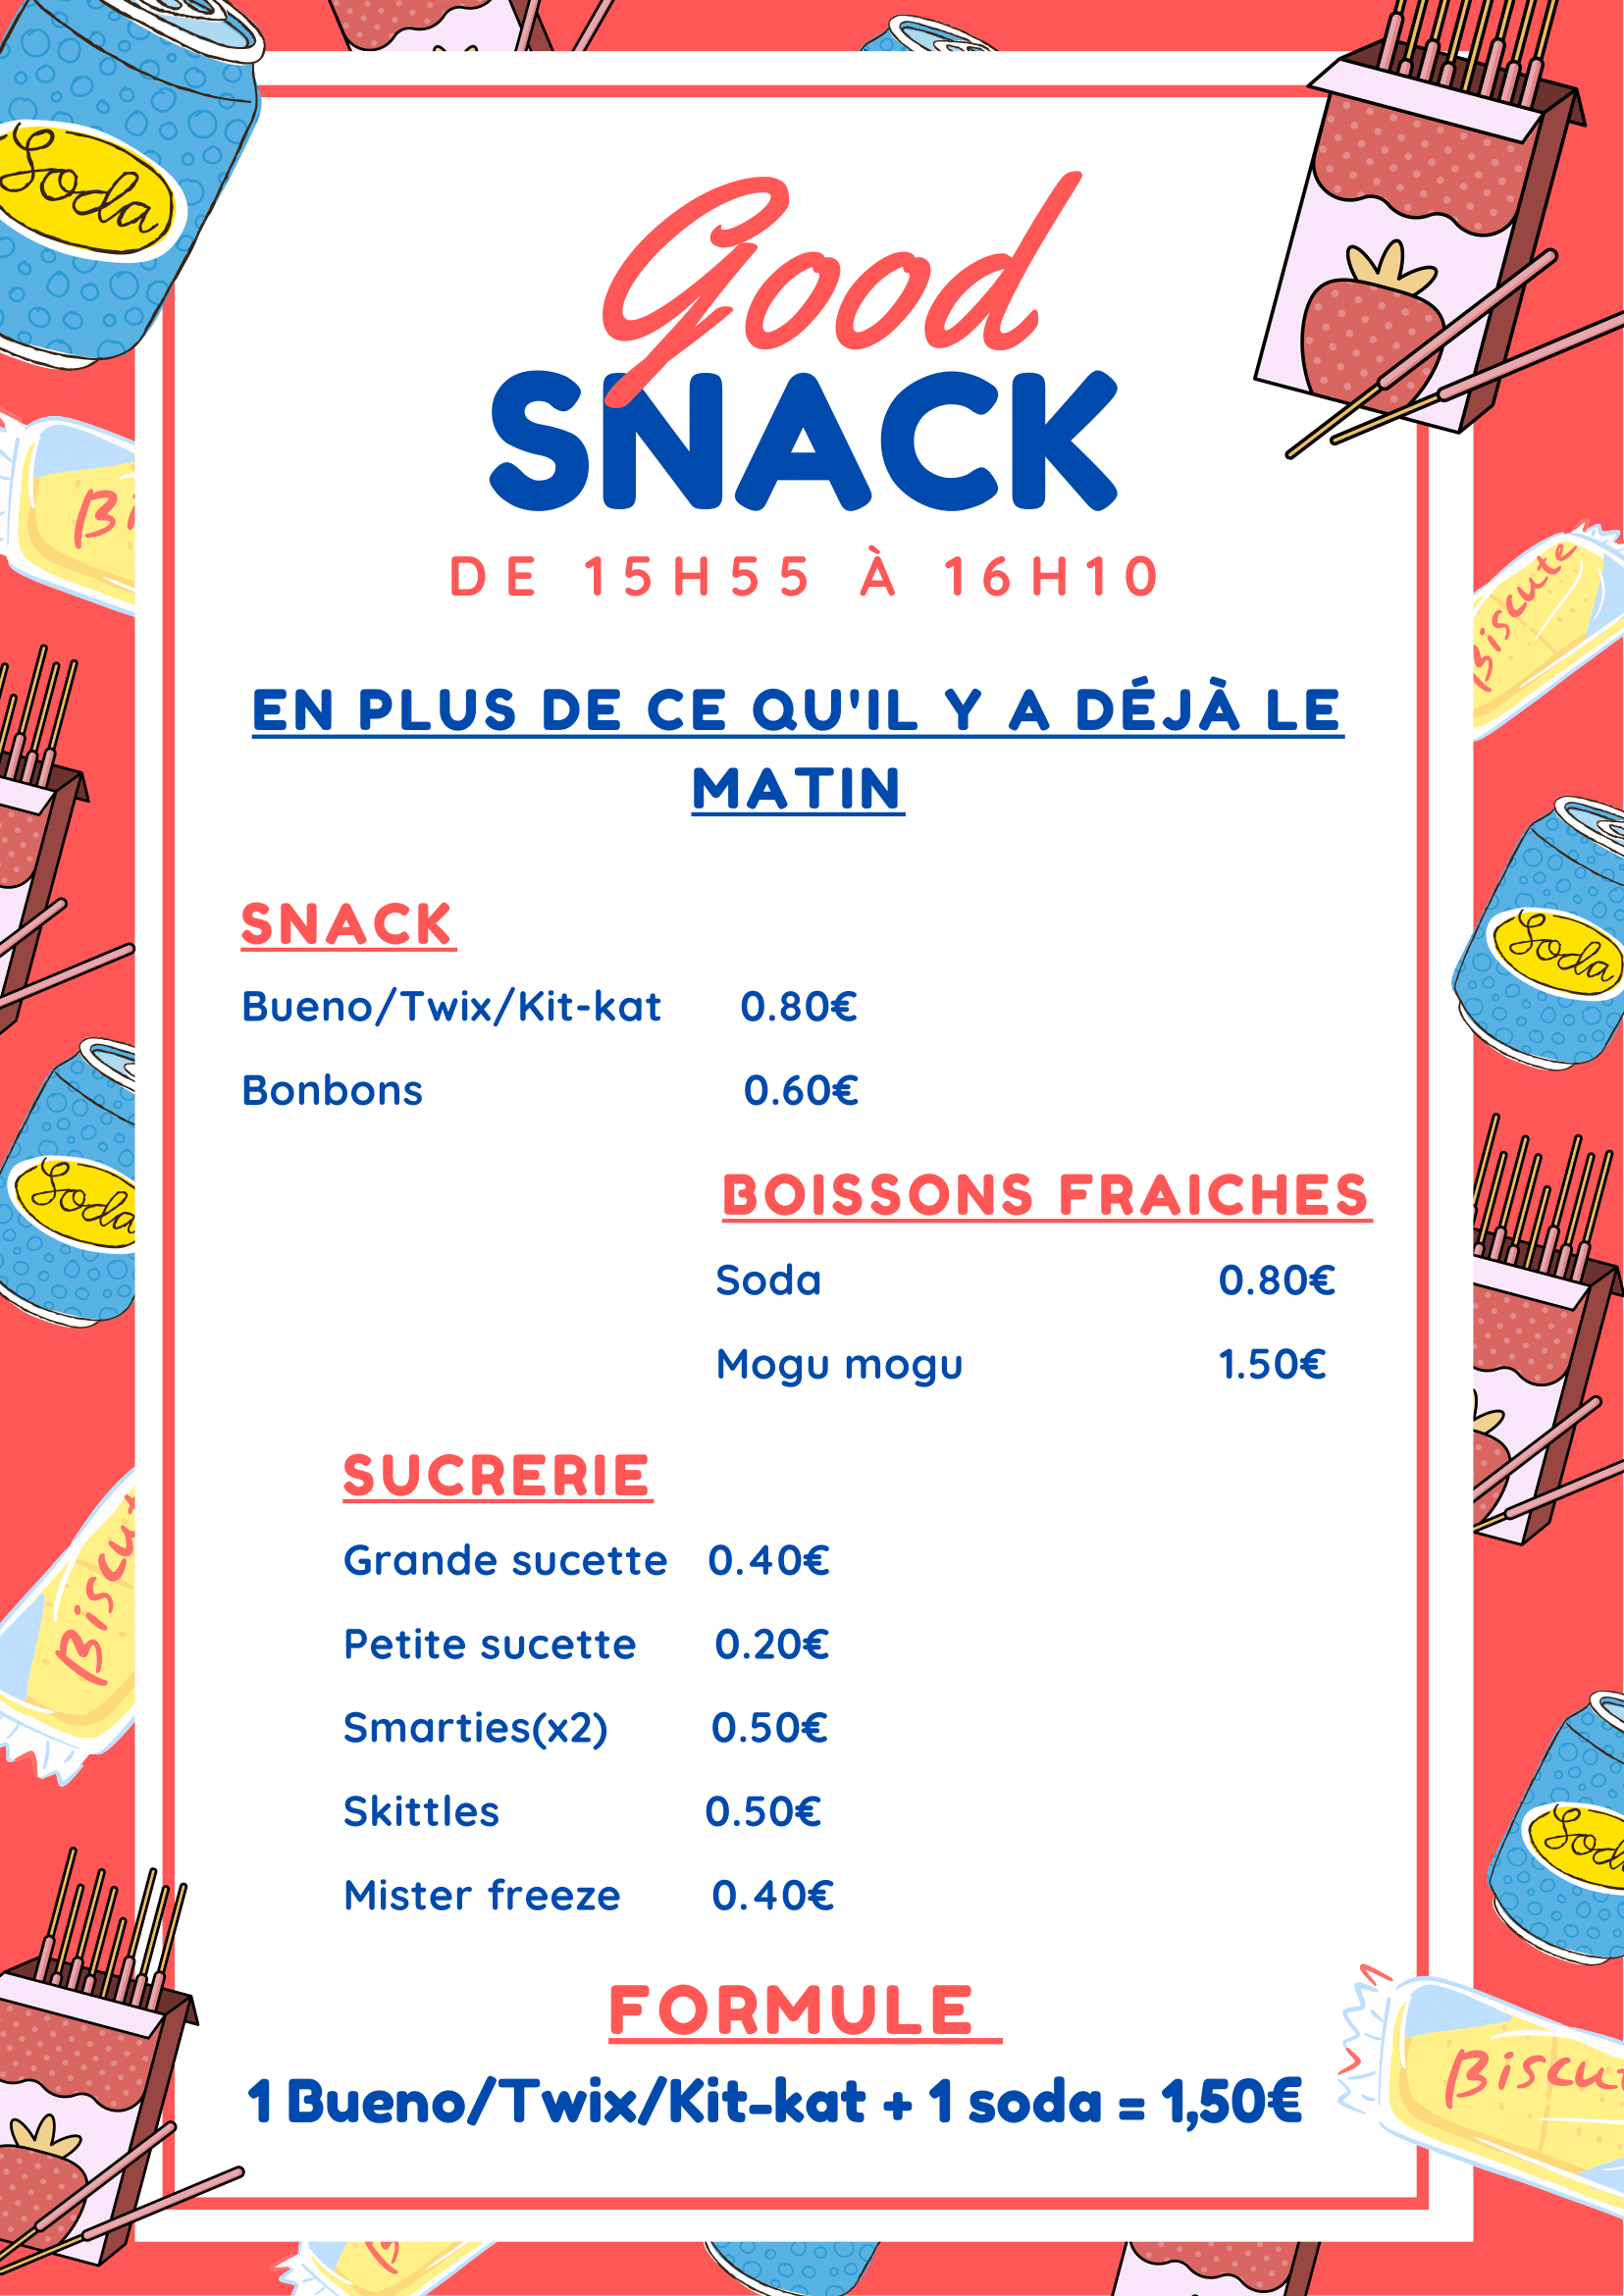 Soda
Good
SNACK
DE 15H55 À 16H10
Biscute
EN PLUS DE CE QU'IL Y A DÉJÀ LE
MATIN
SNACK
Soda
Bueno/Twix/Kit-kat 0.80€
Bonbons 0.60€
Soda
BOISSONS FRAICHES
Soda 0.80€
Mogu mogu 1.50€
SUCRERIE
Grande sucette 0.40€
Petite sucette 0.20€
Smarties(x2) 0.50€
Skittles 0.50€
Mister freeze 0.40€
FORMULE
1 Bueno/Twix/Kit-kat + 1 soda = 1,50€